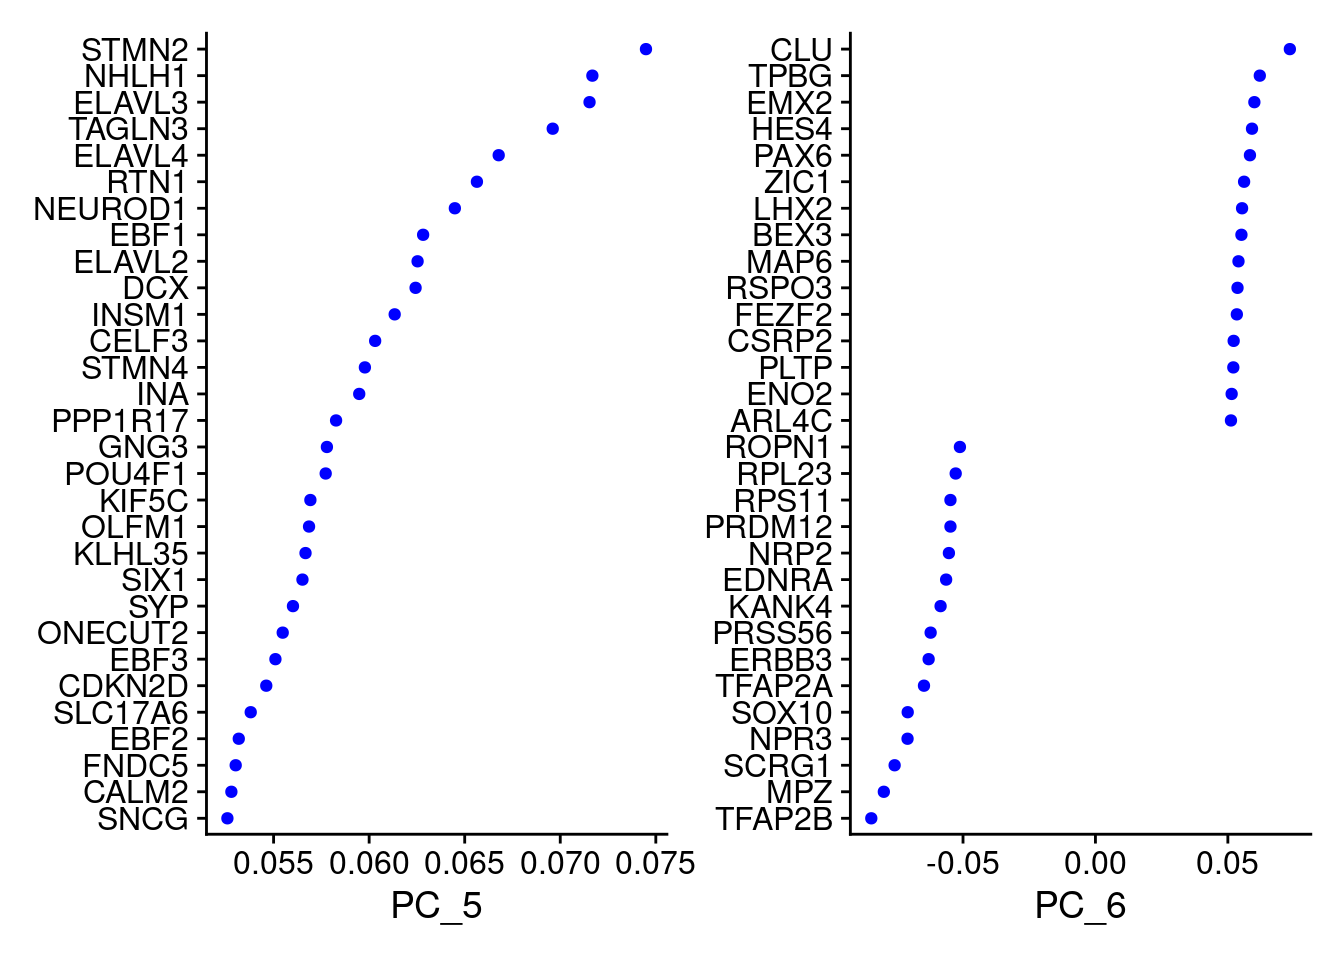 STMN2
NHLH1
ELAVL3
TAGLN3
ELAVL4
RTN1
NEUROD1
EBF1
ELAVL2
DCX
INSM1
CELF3
STMN4
INA
PPP1R17
GNG3
POU4F1
KIF5C
OLFM1
KLHL35
SIX1
SYP
ONECUT2
EBF3
CDKN2D
SLC17A6
EBF2
FNDC5
CALM2
SNCG
0.055 0.060 0.065 0.070 0.075
PC_5
CLU
TPBG
EMX2
HES4
PAX6
ZIC1
LHX2
BEX3
MAP6
RSPO3
FEZF2
CSRP2
PLTP
ENO2
ARL4C
ROPN1
RPL23
RPS11
PRDM12
NRP2
EDNRA
KANK4
PRSS56
ERBB3
TFAP2A
SOX10
NPR3
SCRG1
MPZ
TFAP2B
-0.05 0.00 0.05
PC_6